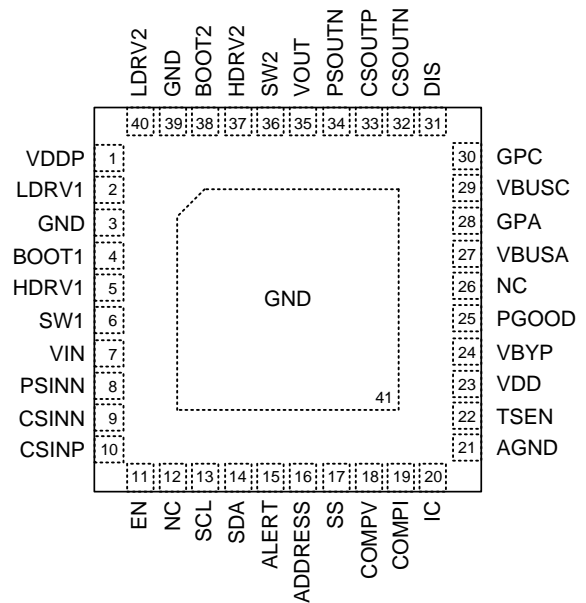 LDRV2
GND
BOOT2
HDRV2
SW2
VOUT
PSOUTN
CSOUTP
CSOUTN
DIS
40 39 38 37 36 35 34 33 32 31
VDDP 1
LDRV1 2
GND 3
BOOT1 4
HDRV1 5
SW1 6
VIN 7
PSINN 8
CSINN 9
CSINP 10
GND
41
30 GPC
29 VBUSC
28 GPA
27 VBUSA
26 NC
25 PGOOD
24 VBYP
23 VDD
22 TSEN
21 AGND
11 12 13 14 15 16 17 18 19 20
EN
NC
SCL
SDA
ALERT
ADDRESS
SS
COMPV
COMPI
IC